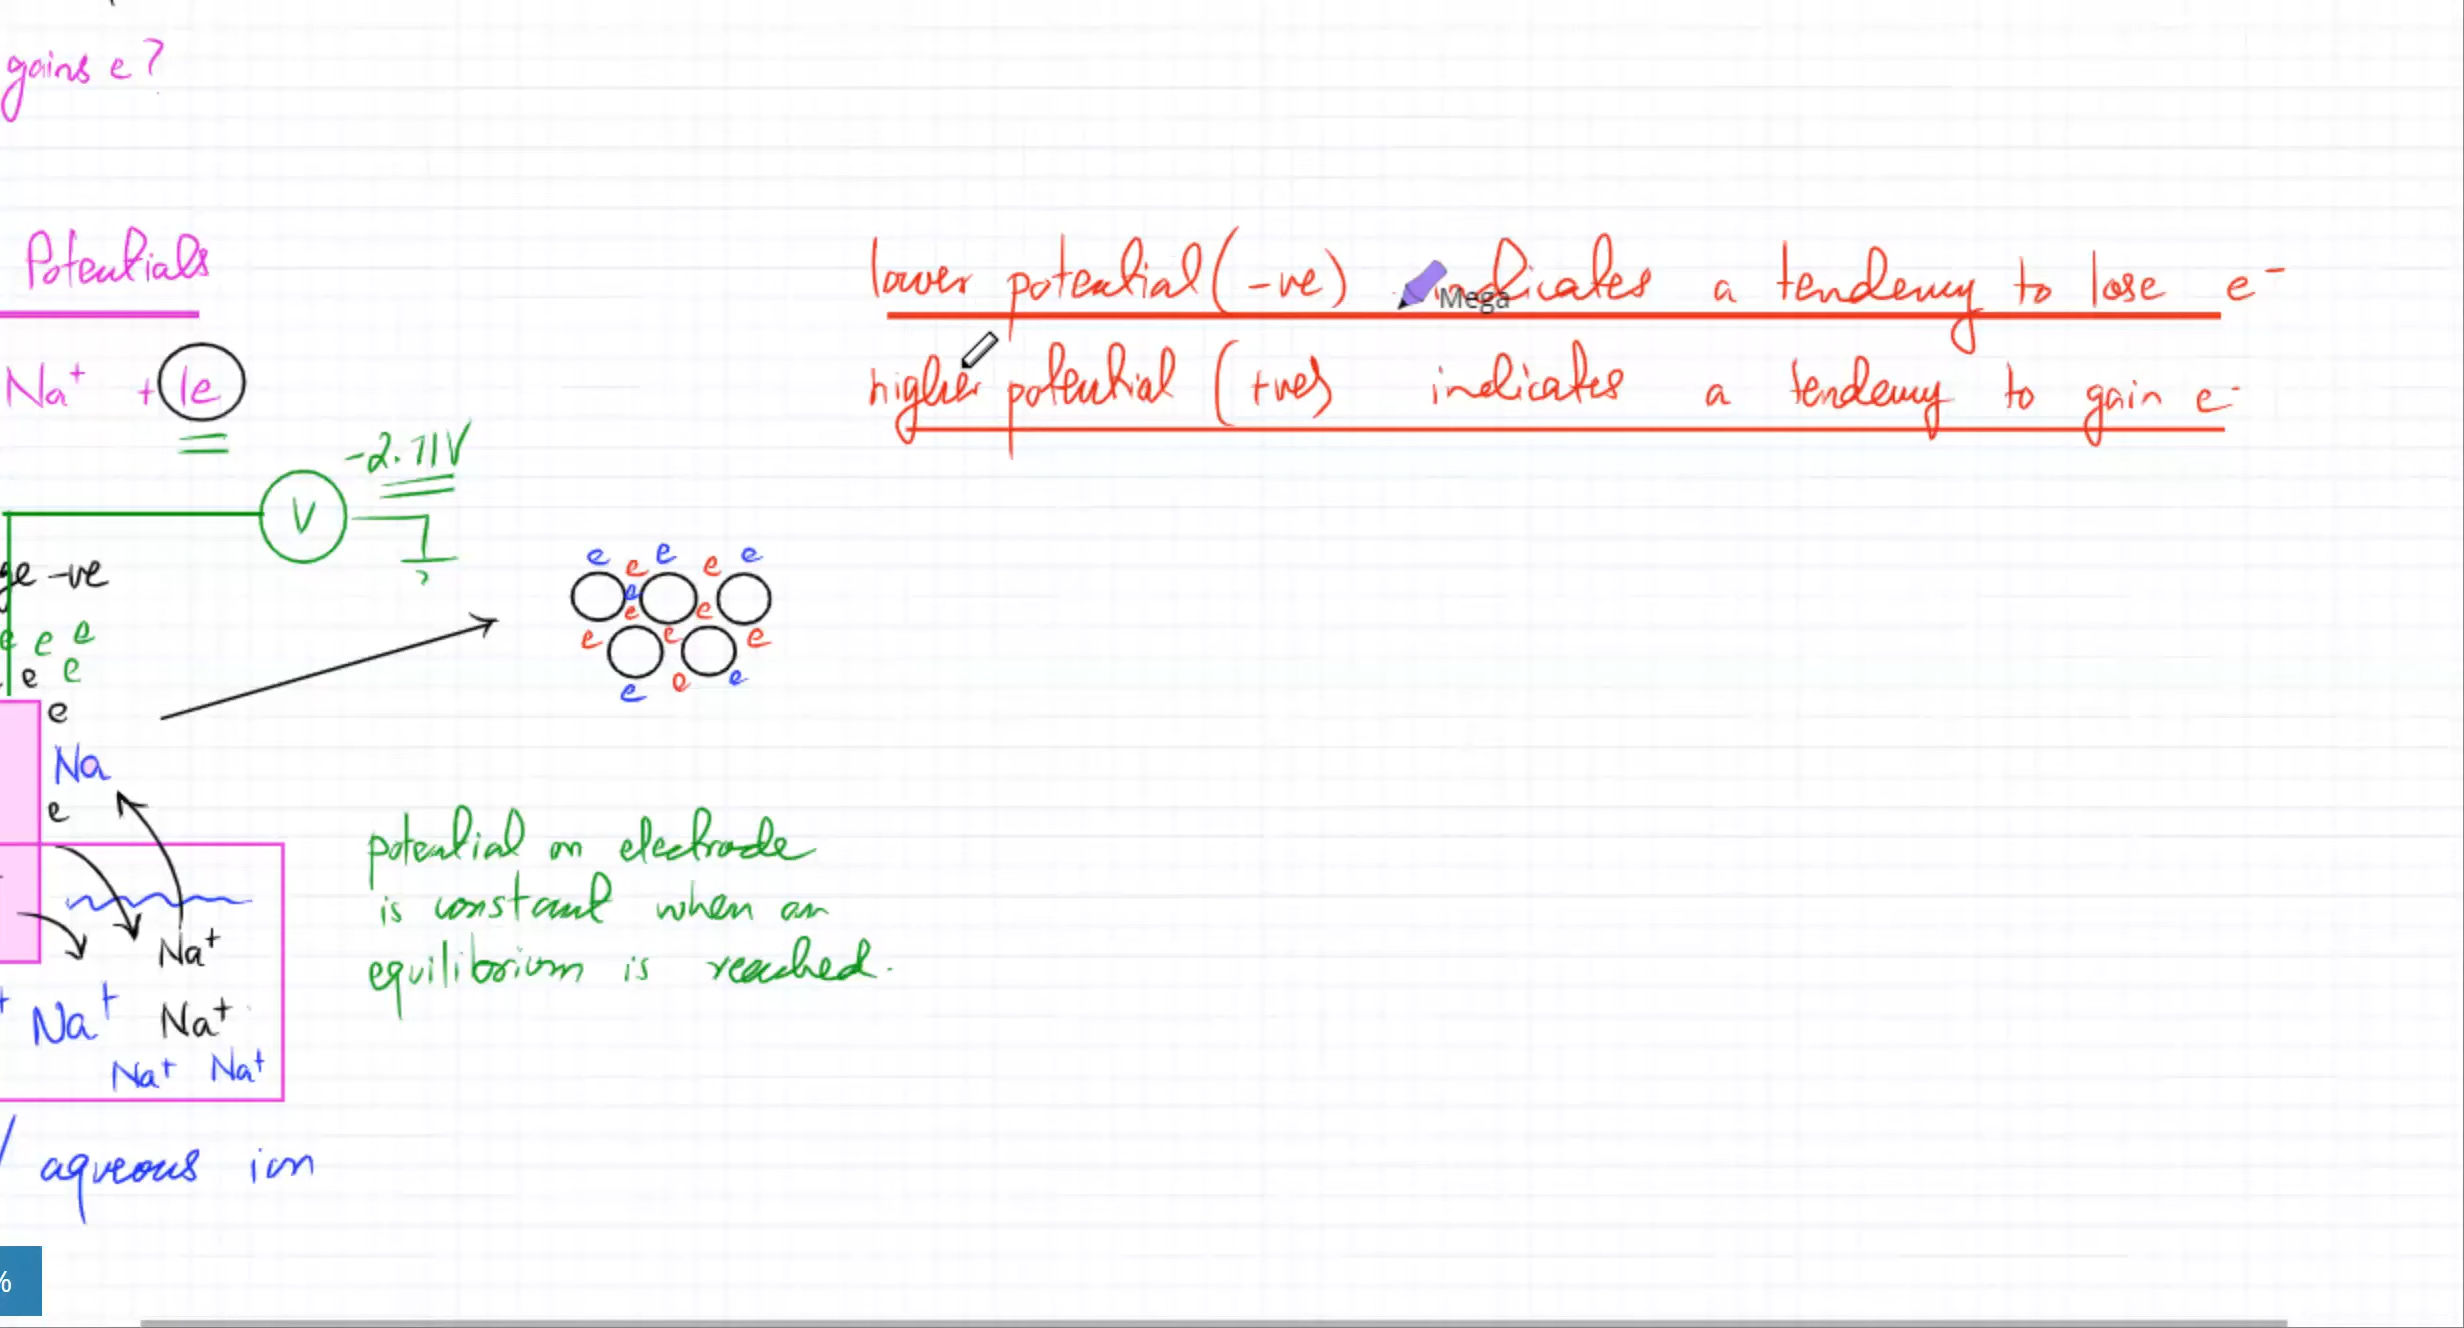 gains e?
Potentials
lower potential (-ve) indicates a tendency to lose e⁻
Mega
higher potential (+ve) indicates a tendency to gain e⁻
Na⁺ + 1e
-2.71V
V
-ve
e e e e e
e e e e
e e e
e e e e
e e e
e
Na
e
potential on electrode
is constant when an
equilibrium is reached.
Na⁺
Na⁺ Na⁺
Na⁺ Na⁺
/ aqueous ion
%